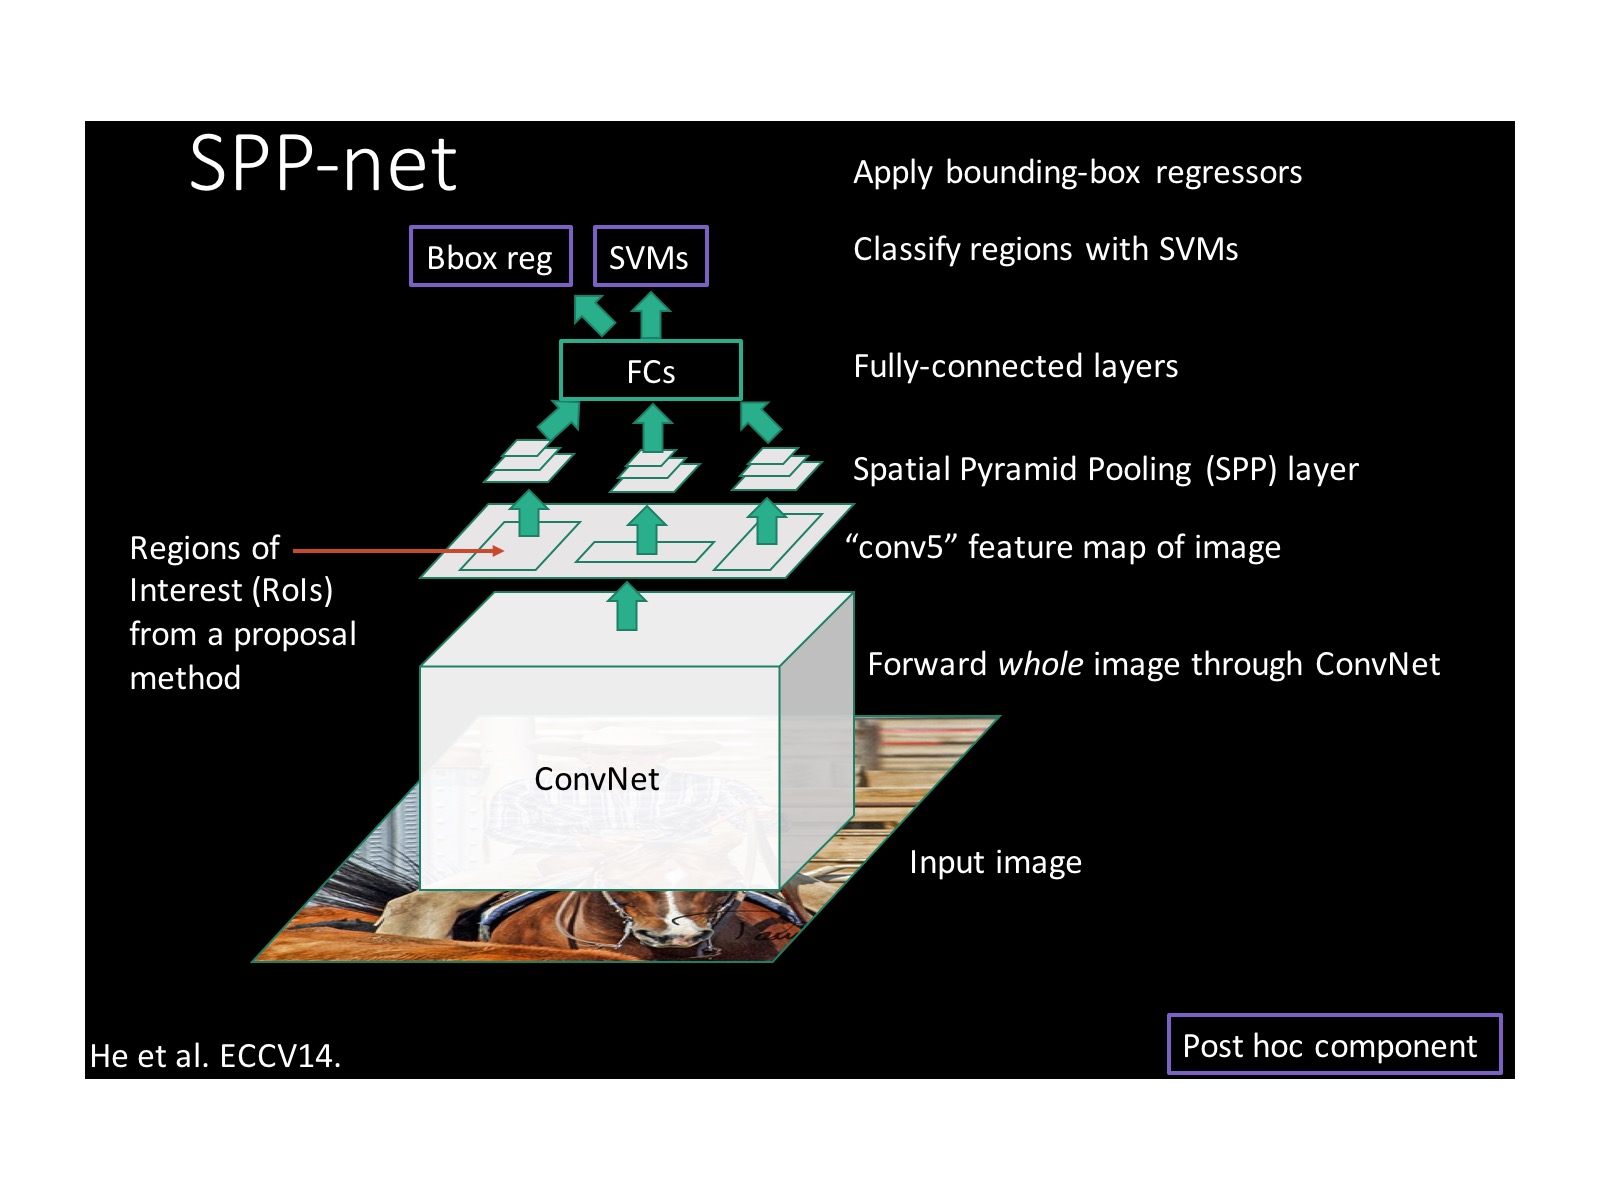 SPP-net
Apply bounding-box regressors
Bbox reg
SVMs
Classify regions with SVMs
FCs
Fully-connected layers
Spatial Pyramid Pooling (SPP) layer
Regions of
Interest (RoIs)
from a proposal
method
“conv5” feature map of image
Forward whole image through ConvNet
ConvNet
Input image
He et al. ECCV14.
Post hoc component